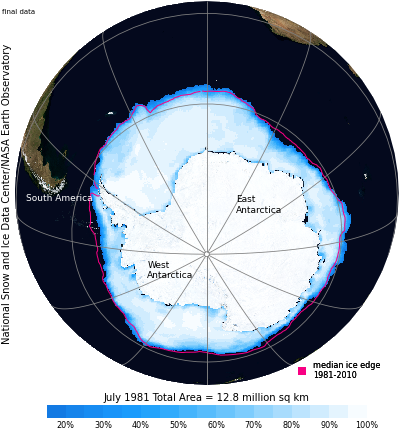 final data
National Snow and Ice Data Center/NASA Earth Observatory
South America
East
Antarctica
West
Antarctica
median ice edge
1981-2010
July 1981 Total Area = 12.8 million sq km
20% 30% 40% 50% 60% 70% 80% 90% 100%